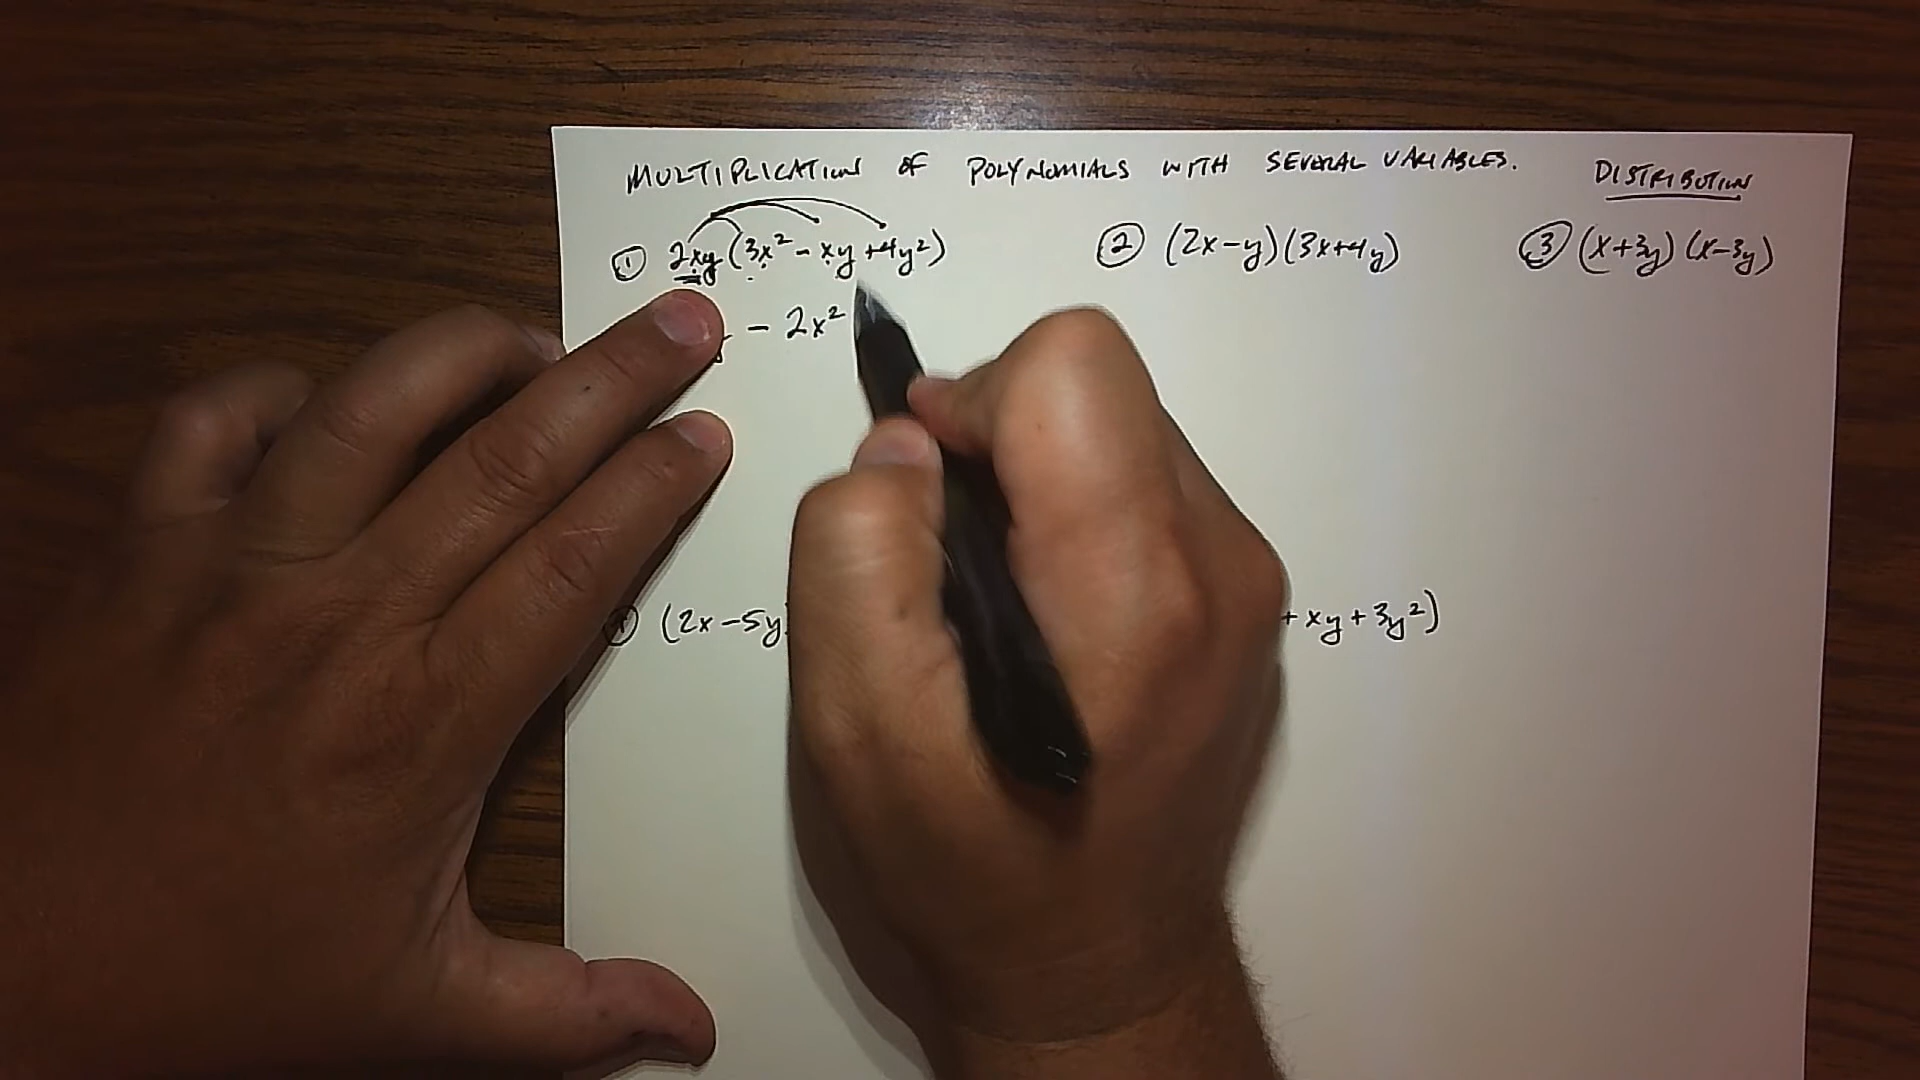 MULTIPLICATION OF POLYNOMIALS WITH SEVERAL VARIABLES. DISTRIBUTION
① 2xy(3x² - xy + 4y²) ② (2x-y)(3x+4y) ③ (x+3y)(x-3y)
- 2x²
(2x-5y) + xy + 3y²)